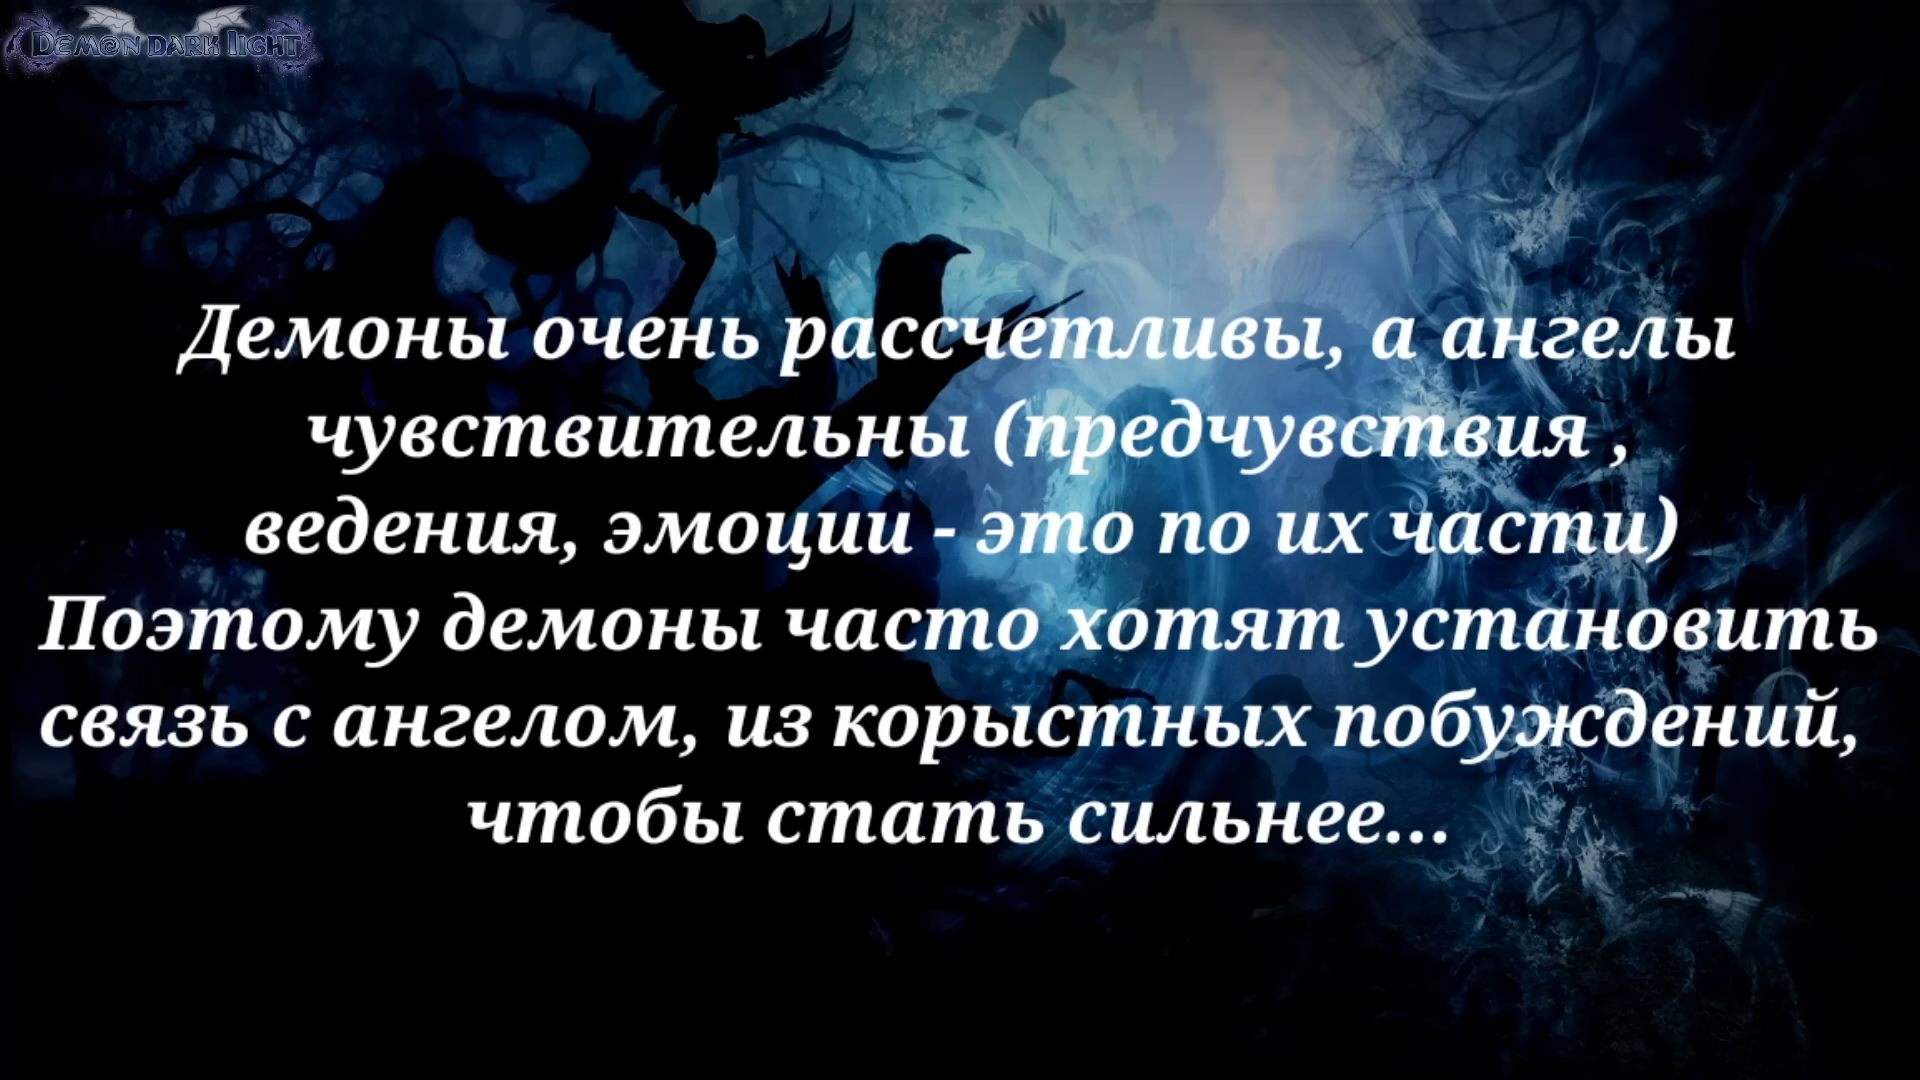 Demon dark light
Демоны очень рассчетливы, а ангелы
чувствительны (предчувствия ,
ведения, эмоции - это по их части)
Поэтому демоны часто хотят установить
связь с ангелом, из корыстных побуждений,
чтобы стать сильнее...